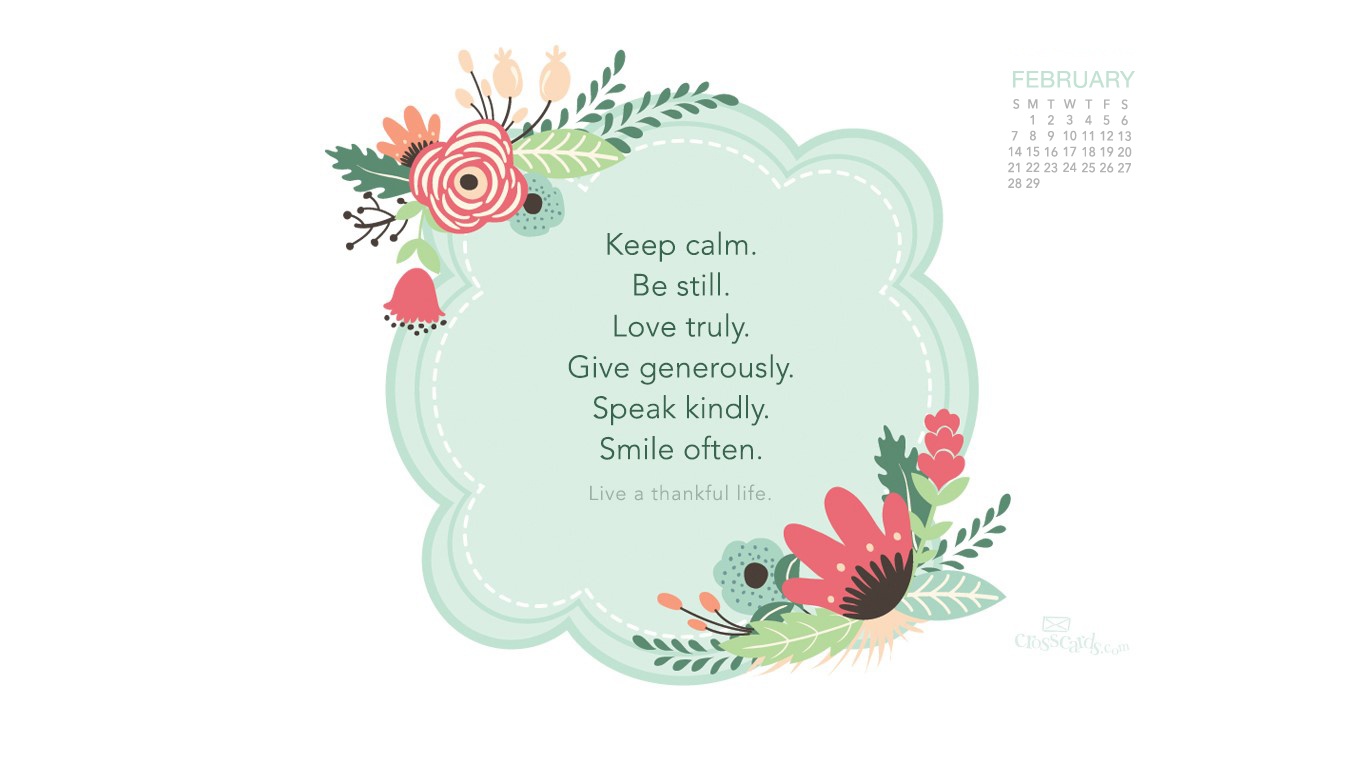 FEBRUARY
S M T W T F S
1 2 3 4 5 6
7 8 9 10 11 12 13
14 15 16 17 18 19 20
21 22 23 24 25 26 27
28 29
Keep calm.
Be still.
Love truly.
Give generously.
Speak kindly.
Smile often.
Live a thankful life.
crosscards.com